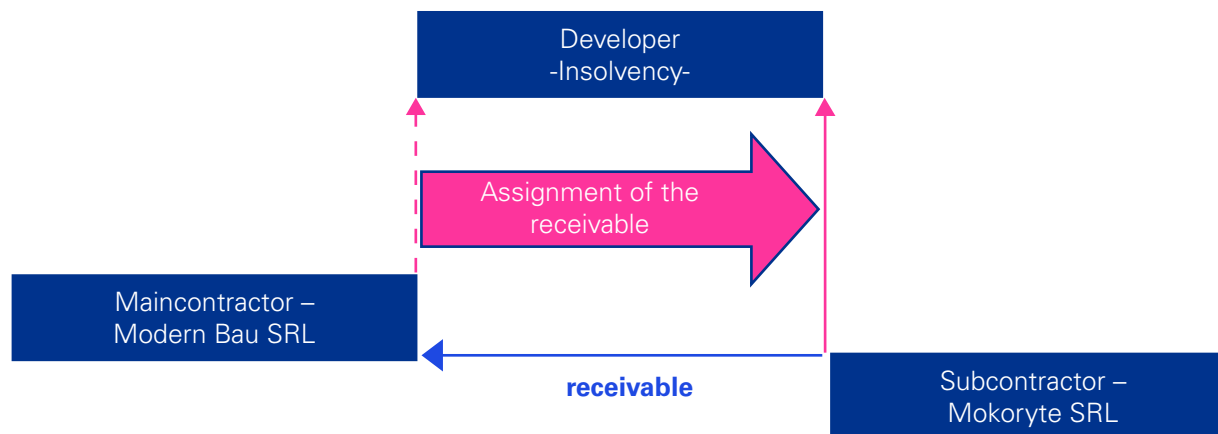 Developer
-Insolvency-
Assignment of the
receivable
Maincontractor –
Modern Bau SRL
receivable
Subcontractor –
Mokoryte SRL